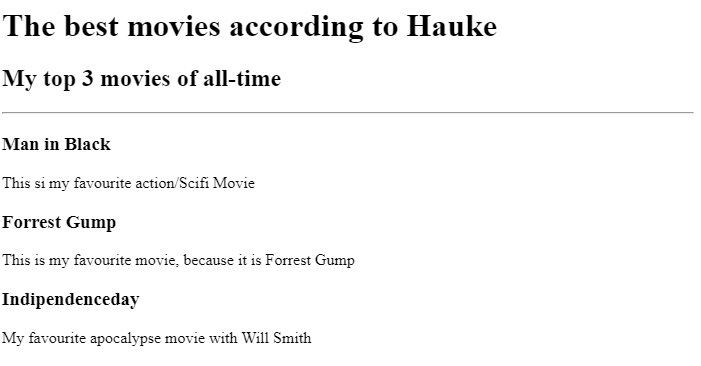 The best movies according to Hauke
My top 3 movies of all-time
Man in Black
This si my favourite action/Scifi Movie
Forrest Gump
This is my favourite movie, because it is Forrest Gump
Indipendenceday
My favourite apocalypse movie with Will Smith